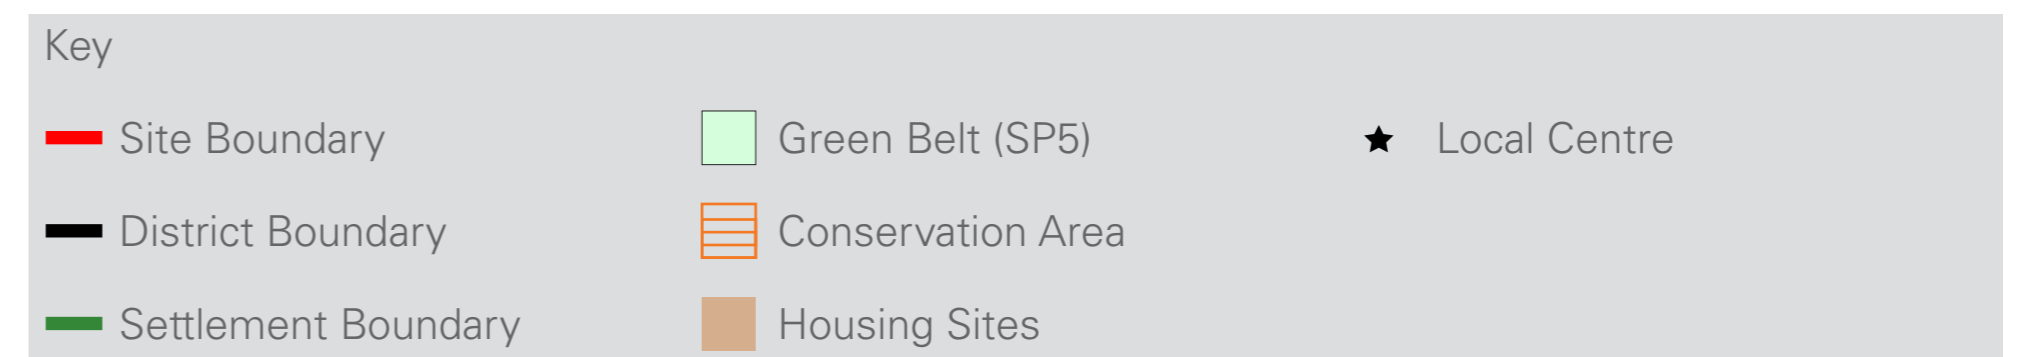 Key
Site Boundary
Green Belt (SP5)
Local Centre
District Boundary
Conservation Area
Settlement Boundary
Housing Sites